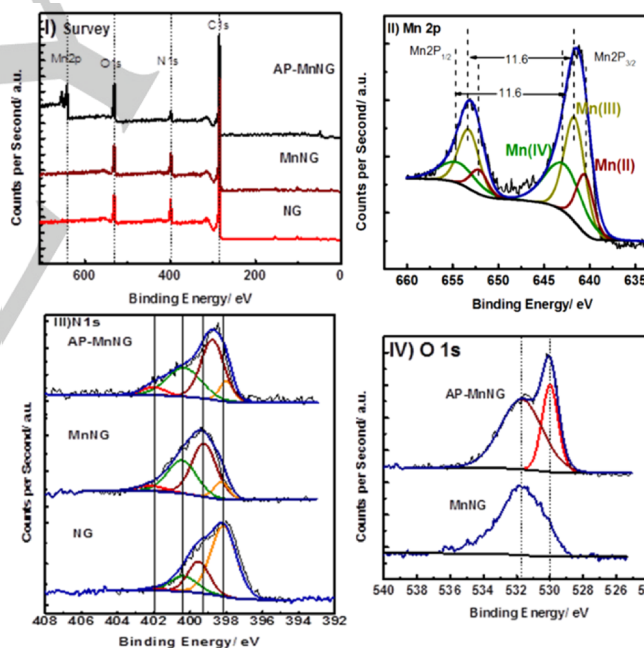 I) Survey
Mn2p
O1s
N1s
C1s
AP-MnNG
MnNG
NG
Counts per Second/ a.u.
600 400 200 0
Binding Energy/ eV
II) Mn 2p
Mn2P1/2
11.6
Mn2P3/2
11.6
Mn(III)
Mn(IV)
Mn(II)
Counts per Second/ a.u.
660 655 650 645 640 635
Binding Energy/ eV
III)N 1s
AP-MnNG
MnNG
NG
Counts per Second/ a.u.
408 406 404 402 400 398 396 394 392
Binding Energy/ eV
IV) O 1s
AP-MnNG
MnNG
Counts per Second/ a.u.
540 538 536 534 532 530 528 526
Binding Energy/ eV